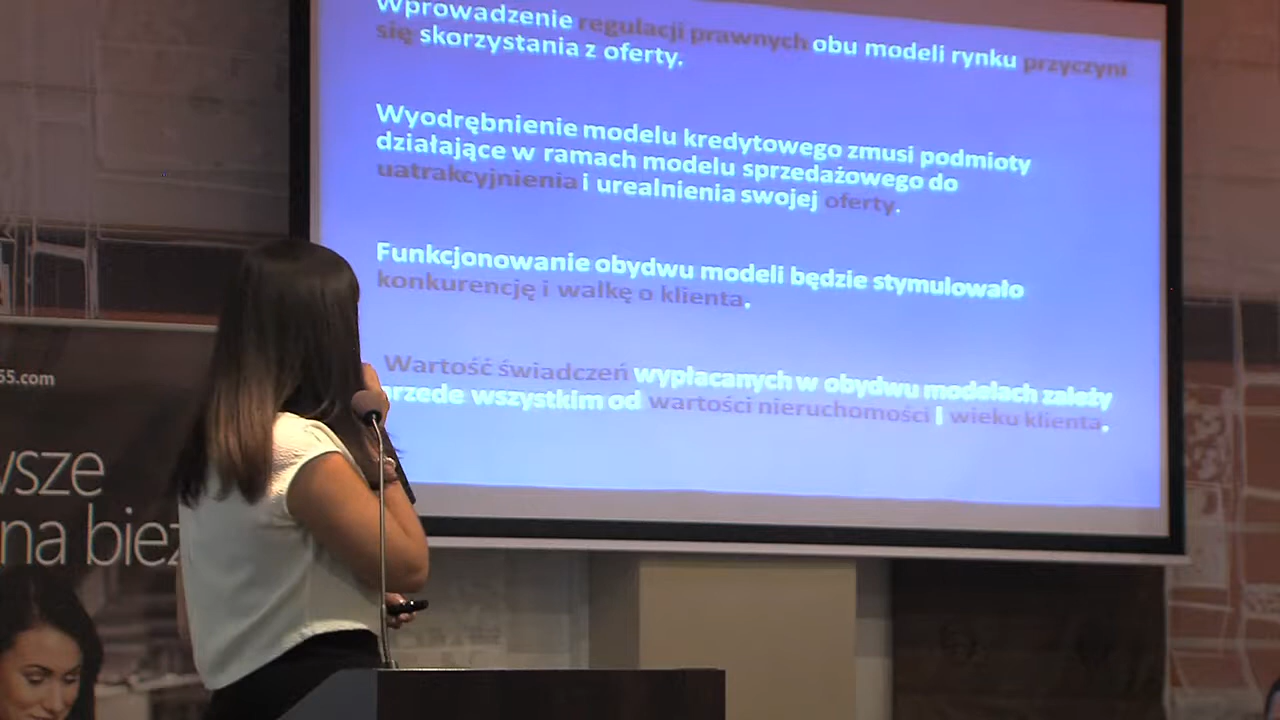 Wprowadzenie regulacji prawnych obu modeli rynku przyczyni
się skorzystania z oferty.
Wyodrębnienie modelu kredytowego zmusi podmioty
działające w ramach modelu sprzedażowego do
uatrakcyjnienia i urealnienia swojej oferty.
Funkcjonowanie obydwu modeli będzie stymulowało
konkurencję i walkę o klienta.
Wartość świadczeń wypłacanych w obydwu modelach zależy
przede wszystkim od wartości nieruchomości i wieku klienta.
55.com
wsze
na bież